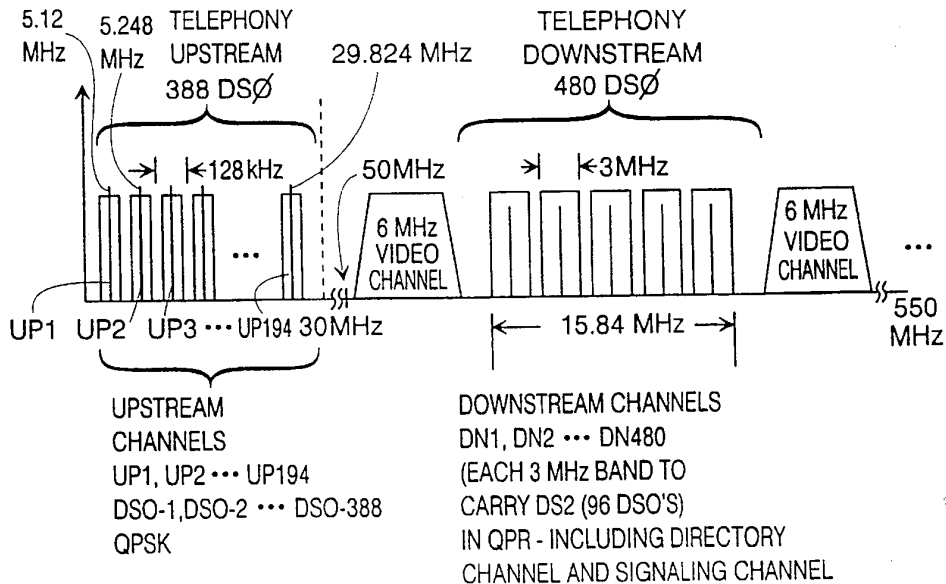 5.12
MHz
5.248
MHz
TELEPHONY
UPSTREAM
388 DSØ
29.824 MHz
TELEPHONY
DOWNSTREAM
480 DSØ
128 kHz
50MHz
3MHz
6 MHz
VIDEO
CHANNEL
•••
6 MHz
VIDEO
CHANNEL
•••
UP1
UP2
UP3 ••• UP194
30MHz
15.84 MHz
550
MHz
UPSTREAM
CHANNELS
UP1, UP2 ••• UP194
DSO-1,DSO-2 ••• DSO-388
QPSK
DOWNSTREAM CHANNELS
DN1, DN2 ••• DN480
(EACH 3 MHz BAND TO
CARRY DS2 (96 DSO'S)
IN QPR - INCLUDING DIRECTORY
CHANNEL AND SIGNALING CHANNEL